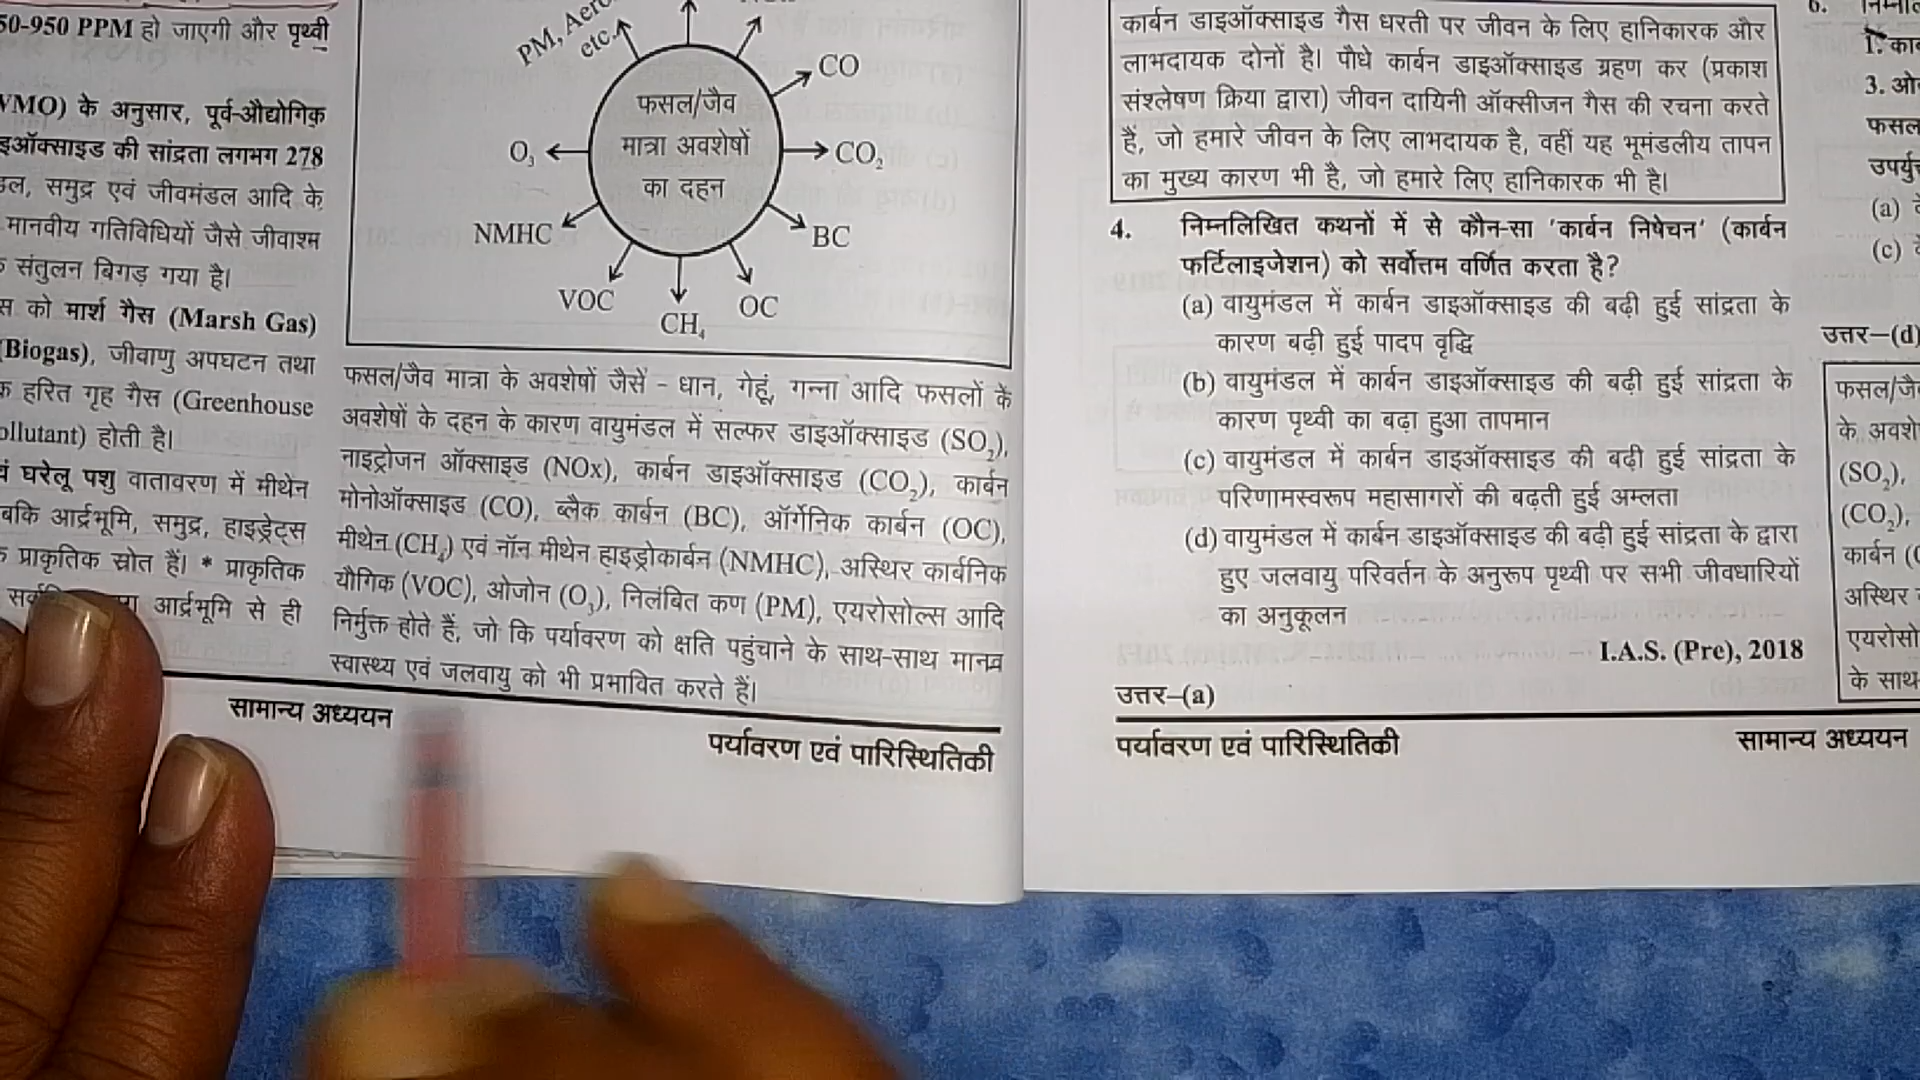 50-950 PPM हो जाएगी और पृथ्वी
के अनुसार, पूर्व-औद्योगिक
की सांद्रता लगभग 278
समुद्र एवं जीवमंडल आदि के
मानवीय गतिविधियों जैसे जीवाश्म
संतुलन बिगड़ गया है।
को मार्श गैस (Marsh Gas)
(Biogas), जीवाणु अपघटन तथा
हरित गृह गैस (Greenhouse
होती है।
घरेलू पशु वातावरण में मीथेन
आर्द्रभूमि, समुद्र, हाइड्रेट्स
प्राकृतिक स्रोत हैं। * प्राकृतिक
आर्द्रभूमि से ही
सामान्य अध्ययन
PM,
etc.
CO
फसल/जैव
मात्रा अवशेषों
का दहन
O₃
CO₂
NMHC
BC
VOC
OC
CH₄
फसल/जैव मात्रा के अवशेषों जैसें - धान, गेहूं, गन्ना आदि फसलों के
अवशेषों के दहन के कारण वायुमंडल में सल्फर डाइऑक्साइड (SO₂),
नाइट्रोजन ऑक्साइड (NOx), कार्बन डाइऑक्साइड (CO₂), कार्बन
मोनोऑक्साइड (CO), ब्लैक कार्बन (BC), ऑर्गेनिक कार्बन (OC),
मीथेन (CH₄) एवं नॉन मीथेन हाइड्रोकार्बन (NMHC), अस्थिर कार्बनिक
यौगिक (VOC), ओजोन (O₃), निलंबित कण (PM), एयरोसोल्स आदि
निर्मुक्त होते हैं, जो कि पर्यावरण को क्षति पहुंचाने के साथ-साथ मानव
स्वास्थ्य एवं जलवायु को भी प्रभावित करते हैं।
पर्यावरण एवं पारिस्थितिकी
कार्बन डाइऑक्साइड गैस धरती पर जीवन के लिए हानिकारक और
लाभदायक दोनों है। पौधे कार्बन डाइऑक्साइड ग्रहण कर (प्रकाश
संश्लेषण क्रिया द्वारा) जीवन दायिनी ऑक्सीजन गैस की रचना करते
हैं, जो हमारे जीवन के लिए लाभदायक है, वहीं यह भूमंडलीय तापन
का मुख्य कारण भी है, जो हमारे लिए हानिकारक भी है।
4. निम्नलिखित कथनों में से कौन-सा 'कार्बन निषेचन' (कार्बन
फर्टिलाइजेशन) को सर्वोत्तम वर्णित करता है?
(a) वायुमंडल में कार्बन डाइऑक्साइड की बढ़ी हुई सांद्रता के
कारण बढ़ी हुई पादप वृद्धि
(b) वायुमंडल में कार्बन डाइऑक्साइड की बढ़ी हुई सांद्रता के
कारण पृथ्वी का बढ़ा हुआ तापमान
(c) वायुमंडल में कार्बन डाइऑक्साइड की बढ़ी हुई सांद्रता के
परिणामस्वरूप महासागरों की बढ़ती हुई अम्लता
(d) वायुमंडल में कार्बन डाइऑक्साइड की बढ़ी हुई सांद्रता के द्वारा
हुए जलवायु परिवर्तन के अनुरूप पृथ्वी पर सभी जीवधारियों
का अनुकूलन
I.A.S. (Pre), 2018
उत्तर–(a)
पर्यावरण एवं पारिस्थितिकी
सामान्य अध्ययन
6.
1.
3.
फसल
(a)
(c)
उत्तर–(d)
फसल/जै
के अवशे
(SO₂),
(CO₂),
कार्बन
अस्थिर
एयरोसो
के साथ